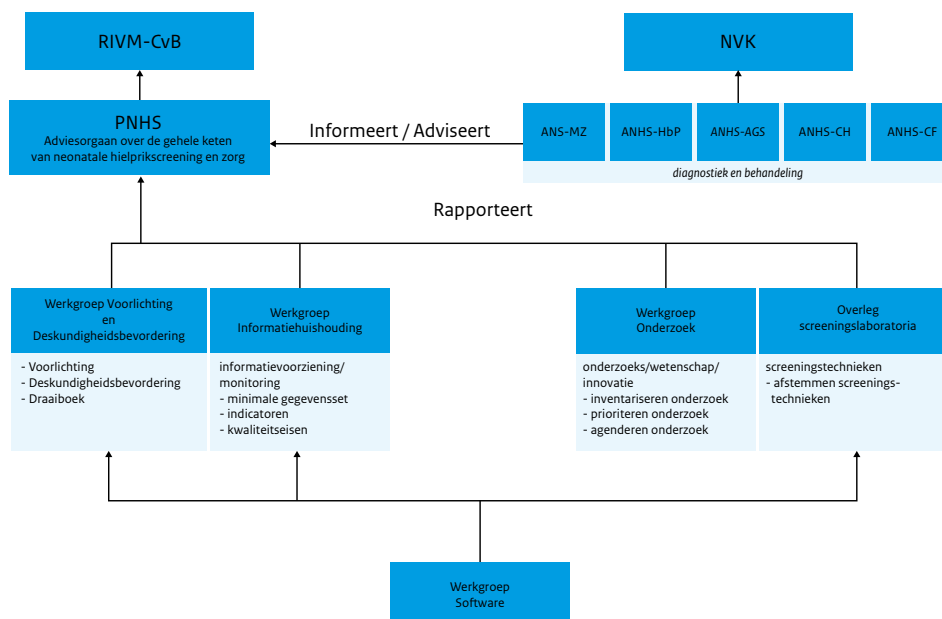 RIVM-CvB
NVK
PNHS
Adviesorgaan over de gehele keten
van neonatale hielprikscreening en zorg
Informeert / Adviseert
ANS-MZ
ANHS-HbP
ANHS-AGS
ANHS-CH
ANHS-CF
diagnostiek en behandeling
Rapporteert
Werkgroep Voorlichting
en
Deskundigheidsbevordering
- Voorlichting
- Deskundigheidsbevordering
- Draaiboek
Werkgroep
Informatiehuishouding
informatievoorziening/
monitoring
- minimale gegevensset
- indicatoren
- kwaliteitseisen
Werkgroep
Onderzoek
onderzoeks/wetenschap/
innovatie
- inventariseren onderzoek
- prioriteren onderzoek
- agenderen onderzoek
Overleg
screeningslaboratoria
screeningstechnieken
- afstemmen screenings-
technieken
Werkgroep
Software